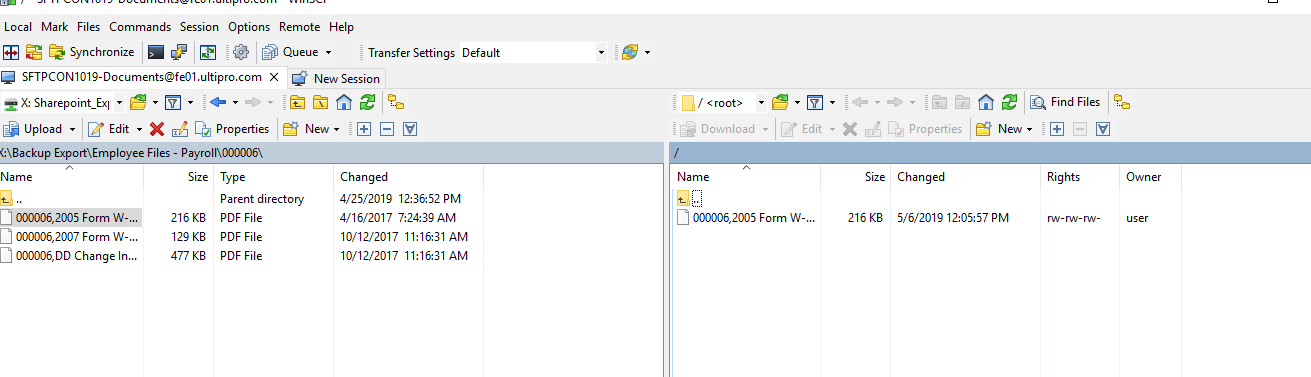 SFTPCON1019-Documents@fe01.ultipro.com - WinSCP
Local Mark Files Commands Session Options Remote Help
Synchronize Queue Transfer Settings Default
SFTPCON1019-Documents@fe01.ultipro.com New Session
X: Sharepoint_Ex / <root> Find Files
Upload Edit Properties New Download Edit Properties New
X:\Backup Export\Employee Files - Payroll\000006\ /
Name Size Type Changed Name Size Changed Rights Owner
.. Parent directory 4/25/2019 12:36:52 PM ..
000006,2005 Form W-... 216 KB PDF File 4/16/2017 7:24:39 AM 000006,2005 Form W-... 216 KB 5/6/2019 12:05:57 PM rw-rw-rw- user
000006,2007 Form W-... 129 KB PDF File 10/12/2017 11:16:31 AM
000006,DD Change In... 477 KB PDF File 10/12/2017 11:16:31 AM